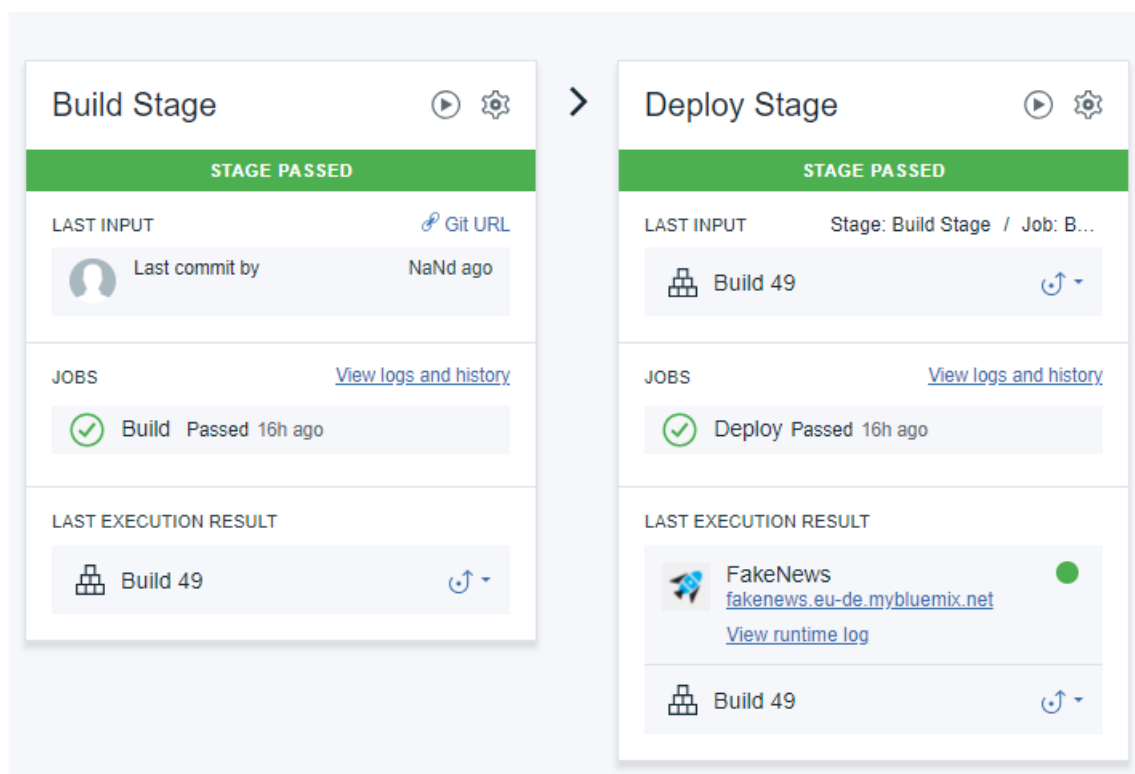 Build Stage
STAGE PASSED
LAST INPUT Git URL
Last commit by NaNd ago
JOBS View logs and history
Build Passed 16h ago
LAST EXECUTION RESULT
Build 49
Deploy Stage
STAGE PASSED
LAST INPUT Stage: Build Stage / Job: B...
Build 49
JOBS View logs and history
Deploy Passed 16h ago
LAST EXECUTION RESULT
FakeNews
fakenews.eu-de.mybluemix.net
View runtime log
Build 49